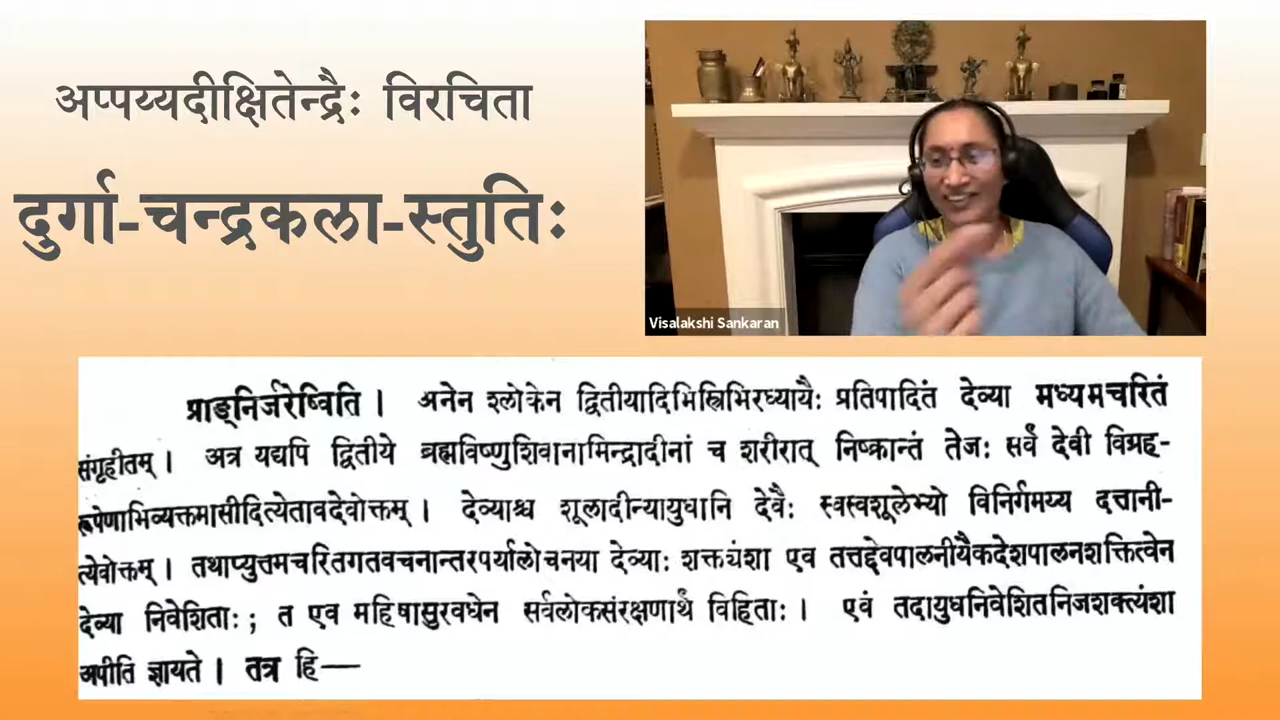 अप्पय्यदीक्षितेन्द्रैः विरचिता
दुर्गा-चन्द्रकला-स्तुतिः
Visalakshi Sankaran
प्राङ्निर्जरेष्विति । अनेन श्लोकेन द्वितीयादिभिस्त्रिभिरध्यायैः प्रतिपादितं देव्या मध्यमचरितं
संगृहीतम् । अत्र यद्यपि द्वितीये ब्रह्मविष्णुशिवानामिन्द्रादीनां च शरीरात् निष्क्रान्तं तेजः सर्वं देवी विग्रह-
रूपेणाभिव्यक्तमासीदित्येतावदेवोक्तम् । देव्याश्च शूलादीन्यायुधानि देवैः स्वस्वशूलेभ्यो विनिर्गमय्य दत्तानी-
त्येवोक्तम् । तथाप्युत्तमचरितगतवचनान्तरपर्यालोचनया देव्याः शक्त्यंशा एव तत्तद्देवपालनीयैकदेशपालनशक्तित्वेन
देव्या निवेशिताः ; त एव महिषासुरवधेन सर्वलोकसंरक्षणार्थं विहिताः । एवं तदायुधनिवेशितनिजशक्त्यंशा
अपीति ज्ञायते । तत्र हि—